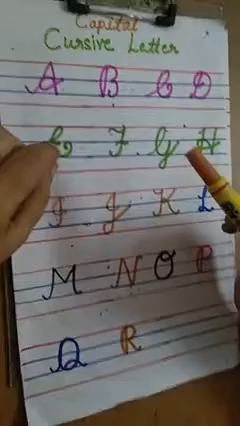 Capital
Cursive Letter
A B C D
E F G H
I J K L
M N O P
Q R